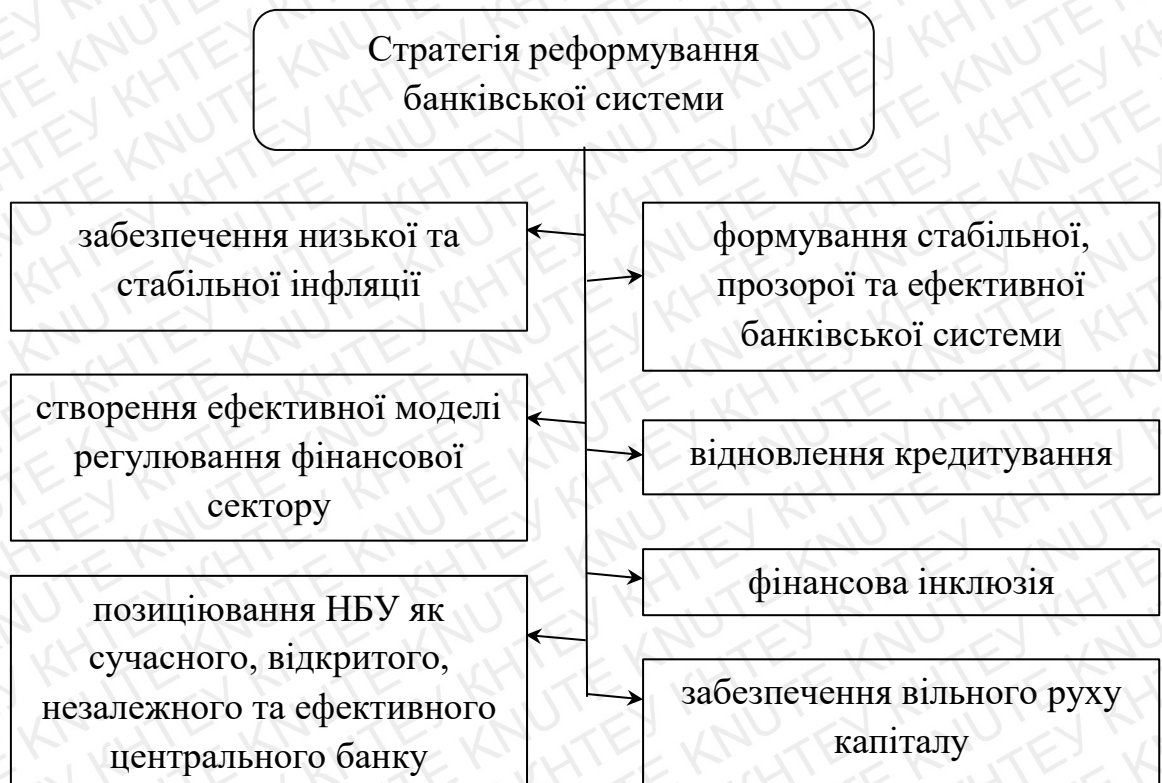 Стратегія реформування
банківської системи
забезпечення низької та
стабільної інфляції
формування стабільної,
прозорої та ефективної
банківської системи
створення ефективної моделі
регулювання фінансової
сектору
відновлення кредитування
фінансова інклюзія
позиціювання НБУ як
сучасного, відкритого,
незалежного та ефективного
центрального банку
забезпечення вільного руху
капіталу